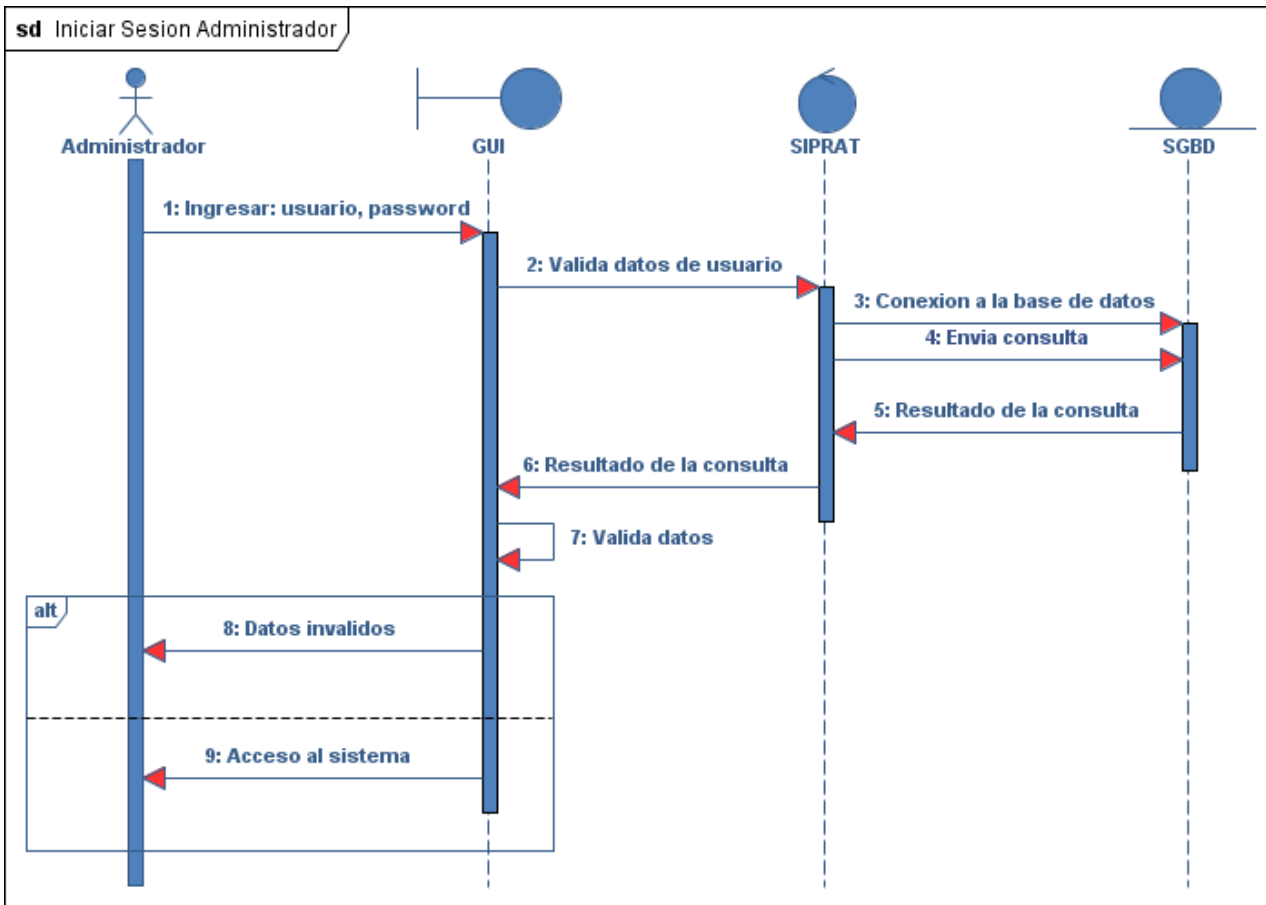 sd Iniciar Sesion Administrador
Administrador
GUI
SIPRAT
SGBD
1: Ingresar: usuario, password
2: Valida datos de usuario
3: Conexion a la base de datos
4: Envia consulta
5: Resultado de la consulta
6: Resultado de la consulta
7: Valida datos
alt
8: Datos invalidos
9: Acceso al sistema